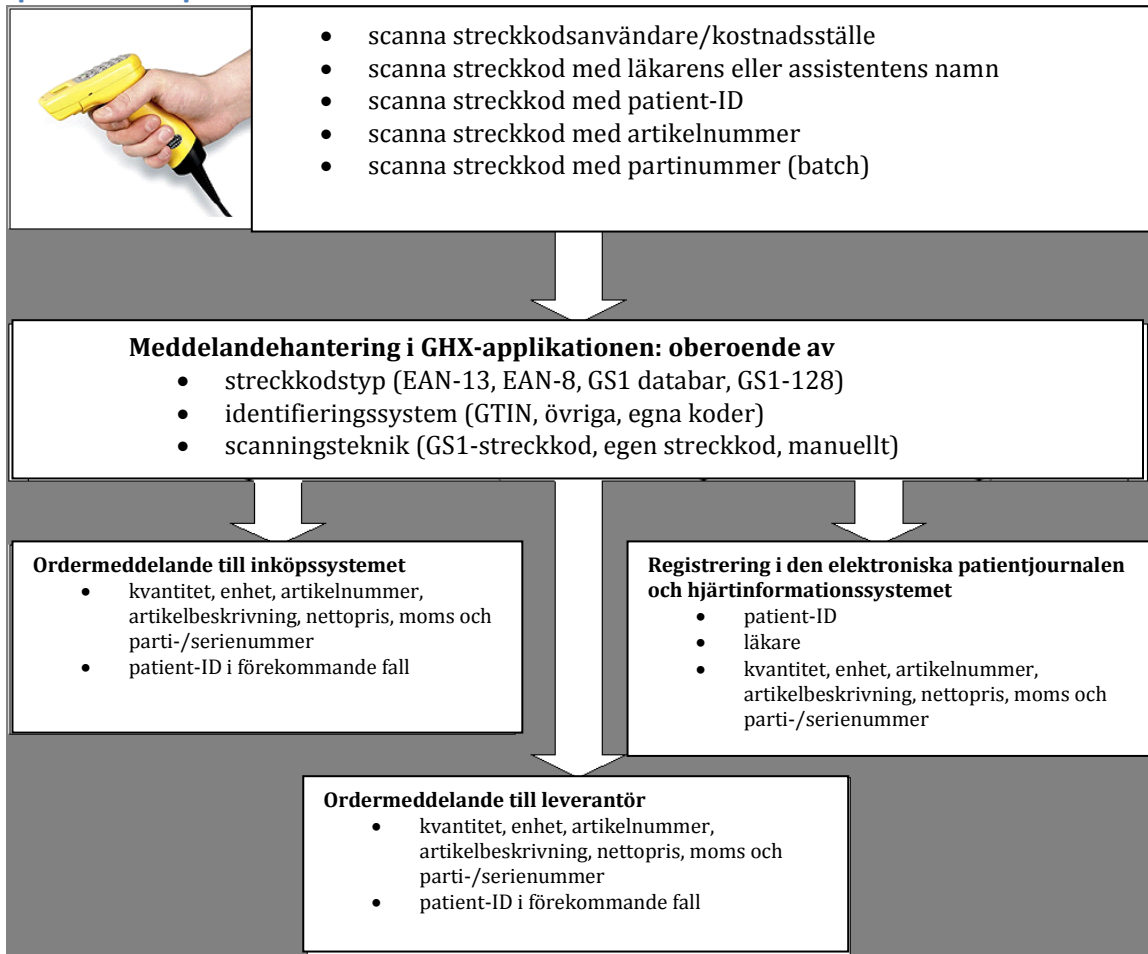 • scanna streckkodsanvändare/kostnadsställe
• scanna streckkod med läkarens eller assistentens namn
• scanna streckkod med patient-ID
• scanna streckkod med artikelnummer
• scanna streckkod med partinummer (batch)
Meddelandehantering i GHX-applikationen: oberoende av
• streckkodstyp (EAN-13, EAN-8, GS1 databar, GS1-128)
• identifieringssystem (GTIN, övriga, egna koder)
• scanningsteknik (GS1-streckkod, egen streckkod, manuellt)
Ordermeddelande till inköpssystemet
• kvantitet, enhet, artikelnummer,
artikelbeskrivning, nettopris, moms och
parti-/serienummer
• patient-ID i förekommande fall
Registrering i den elektroniska patientjournalen
och hjärtinformationssystemet
• patient-ID
• läkare
• kvantitet, enhet, artikelnummer,
artikelbeskrivning, nettopris, moms och
parti-/serienummer
Ordermeddelande till leverantör
• kvantitet, enhet, artikelnummer,
artikelbeskrivning, nettopris, moms och
parti-/serienummer
• patient-ID i förekommande fall